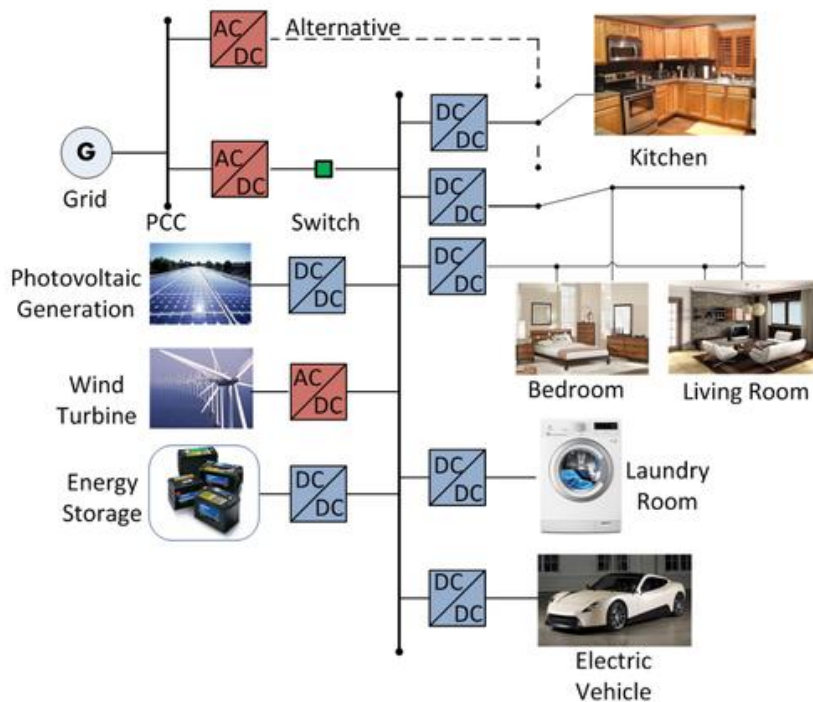 AC
DC
Alternative
G
Grid
PCC
AC
DC
Switch
DC
DC
Kitchen
DC
DC
DC
DC
Photovoltaic
Generation
DC
DC
Bedroom
Living Room
Wind
Turbine
AC
DC
Energy
Storage
DC
DC
DC
DC
Laundry
Room
DC
DC
Electric
Vehicle